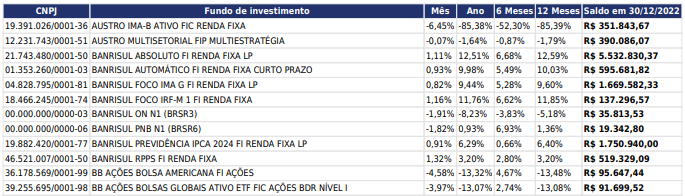 CNPJ Fundo de investimento Mês Ano 6 Meses 12 Meses Saldo em 30/12/2022
19.391.026/0001-36 AUSTRO IMA-B ATIVO FIC RENDA FIXA -6,45% -85,38% -52,30% -85,39% R$ 351.843,67
12.231.743/0001-51 AUSTRO MULTISETORIAL FIP MULTIESTRATÉGIA -0,07% -1,64% -0,87% -1,79% R$ 390.086,07
21.743.480/0001-50 BANRISUL ABSOLUTO FI RENDA FIXA LP 1,11% 12,51% 6,68% 12,59% R$ 5.532.830,37
01.353.260/0001-03 BANRISUL AUTOMÁTICO FI RENDA FIXA CURTO PRAZO 0,93% 9,98% 5,49% 10,03% R$ 595.681,82
04.828.795/0001-81 BANRISUL FOCO IMA G FI RENDA FIXA LP 0,82% 9,44% 5,28% 9,60% R$ 1.669.582,33
18.466.245/0001-74 BANRISUL FOCO IRF-M 1 FI RENDA FIXA 1,16% 11,76% 6,62% 11,85% R$ 137.296,57
00.000.000/0000-03 BANRISUL ON N1 (BRSR3) -1,91% -8,23% -3,83% -5,18% R$ 35.813,53
00.000.000/0000-06 BANRISUL PNB N1 (BRSR6) -1,82% 0,93% 6,93% 1,36% R$ 19.342,80
19.882.420/0001-77 BANRISUL PREVIDÊNCIA IPCA 2024 FI RENDA FIXA LP 0,91% 6,29% 0,66% 6,40% R$ 1.750.940,00
46.521.007/0001-50 BANRISUL RPPS FI RENDA FIXA 1,32% 3,20% 2,80% 3,20% R$ 519.329,09
36.178.569/0001-99 BB AÇÕES BOLSA AMERICANA FI AÇÕES -4,58% -13,32% 4,67% -13,48% R$ 95.647,44
39.255.695/0001-98 BB AÇÕES BOLSAS GLOBAIS ATIVO ETF FIC AÇÕES BDR NÍVEL I -3,97% -13,07% 2,74% -13,08% R$ 91.699,52